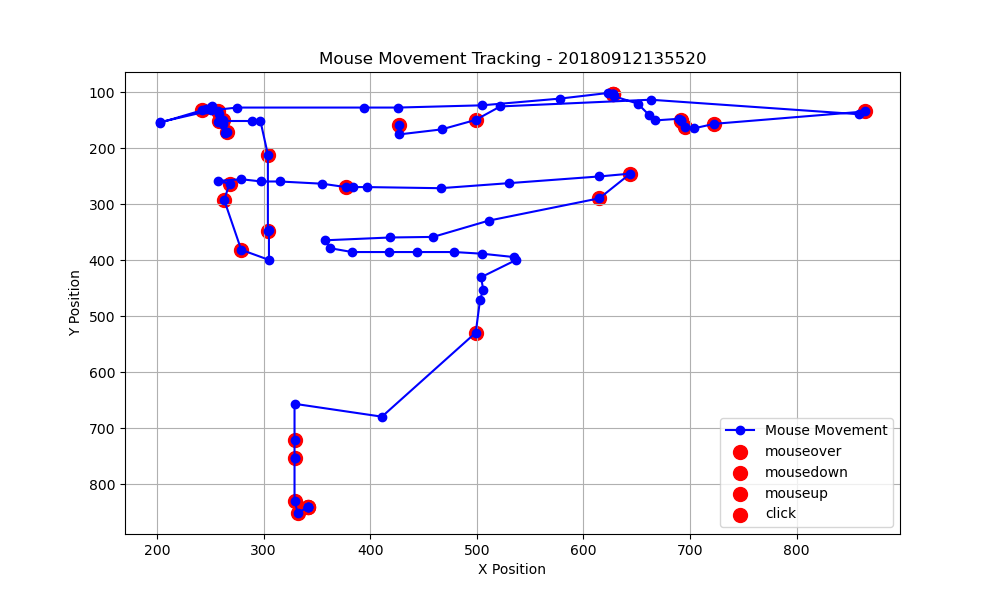 Mouse Movement Tracking - 20180912135520
100
200
300
400
500
600
700
800
Y Position
200 300 400 500 600 700 800
X Position
Mouse Movement
mouseover
mousedown
mouseup
click